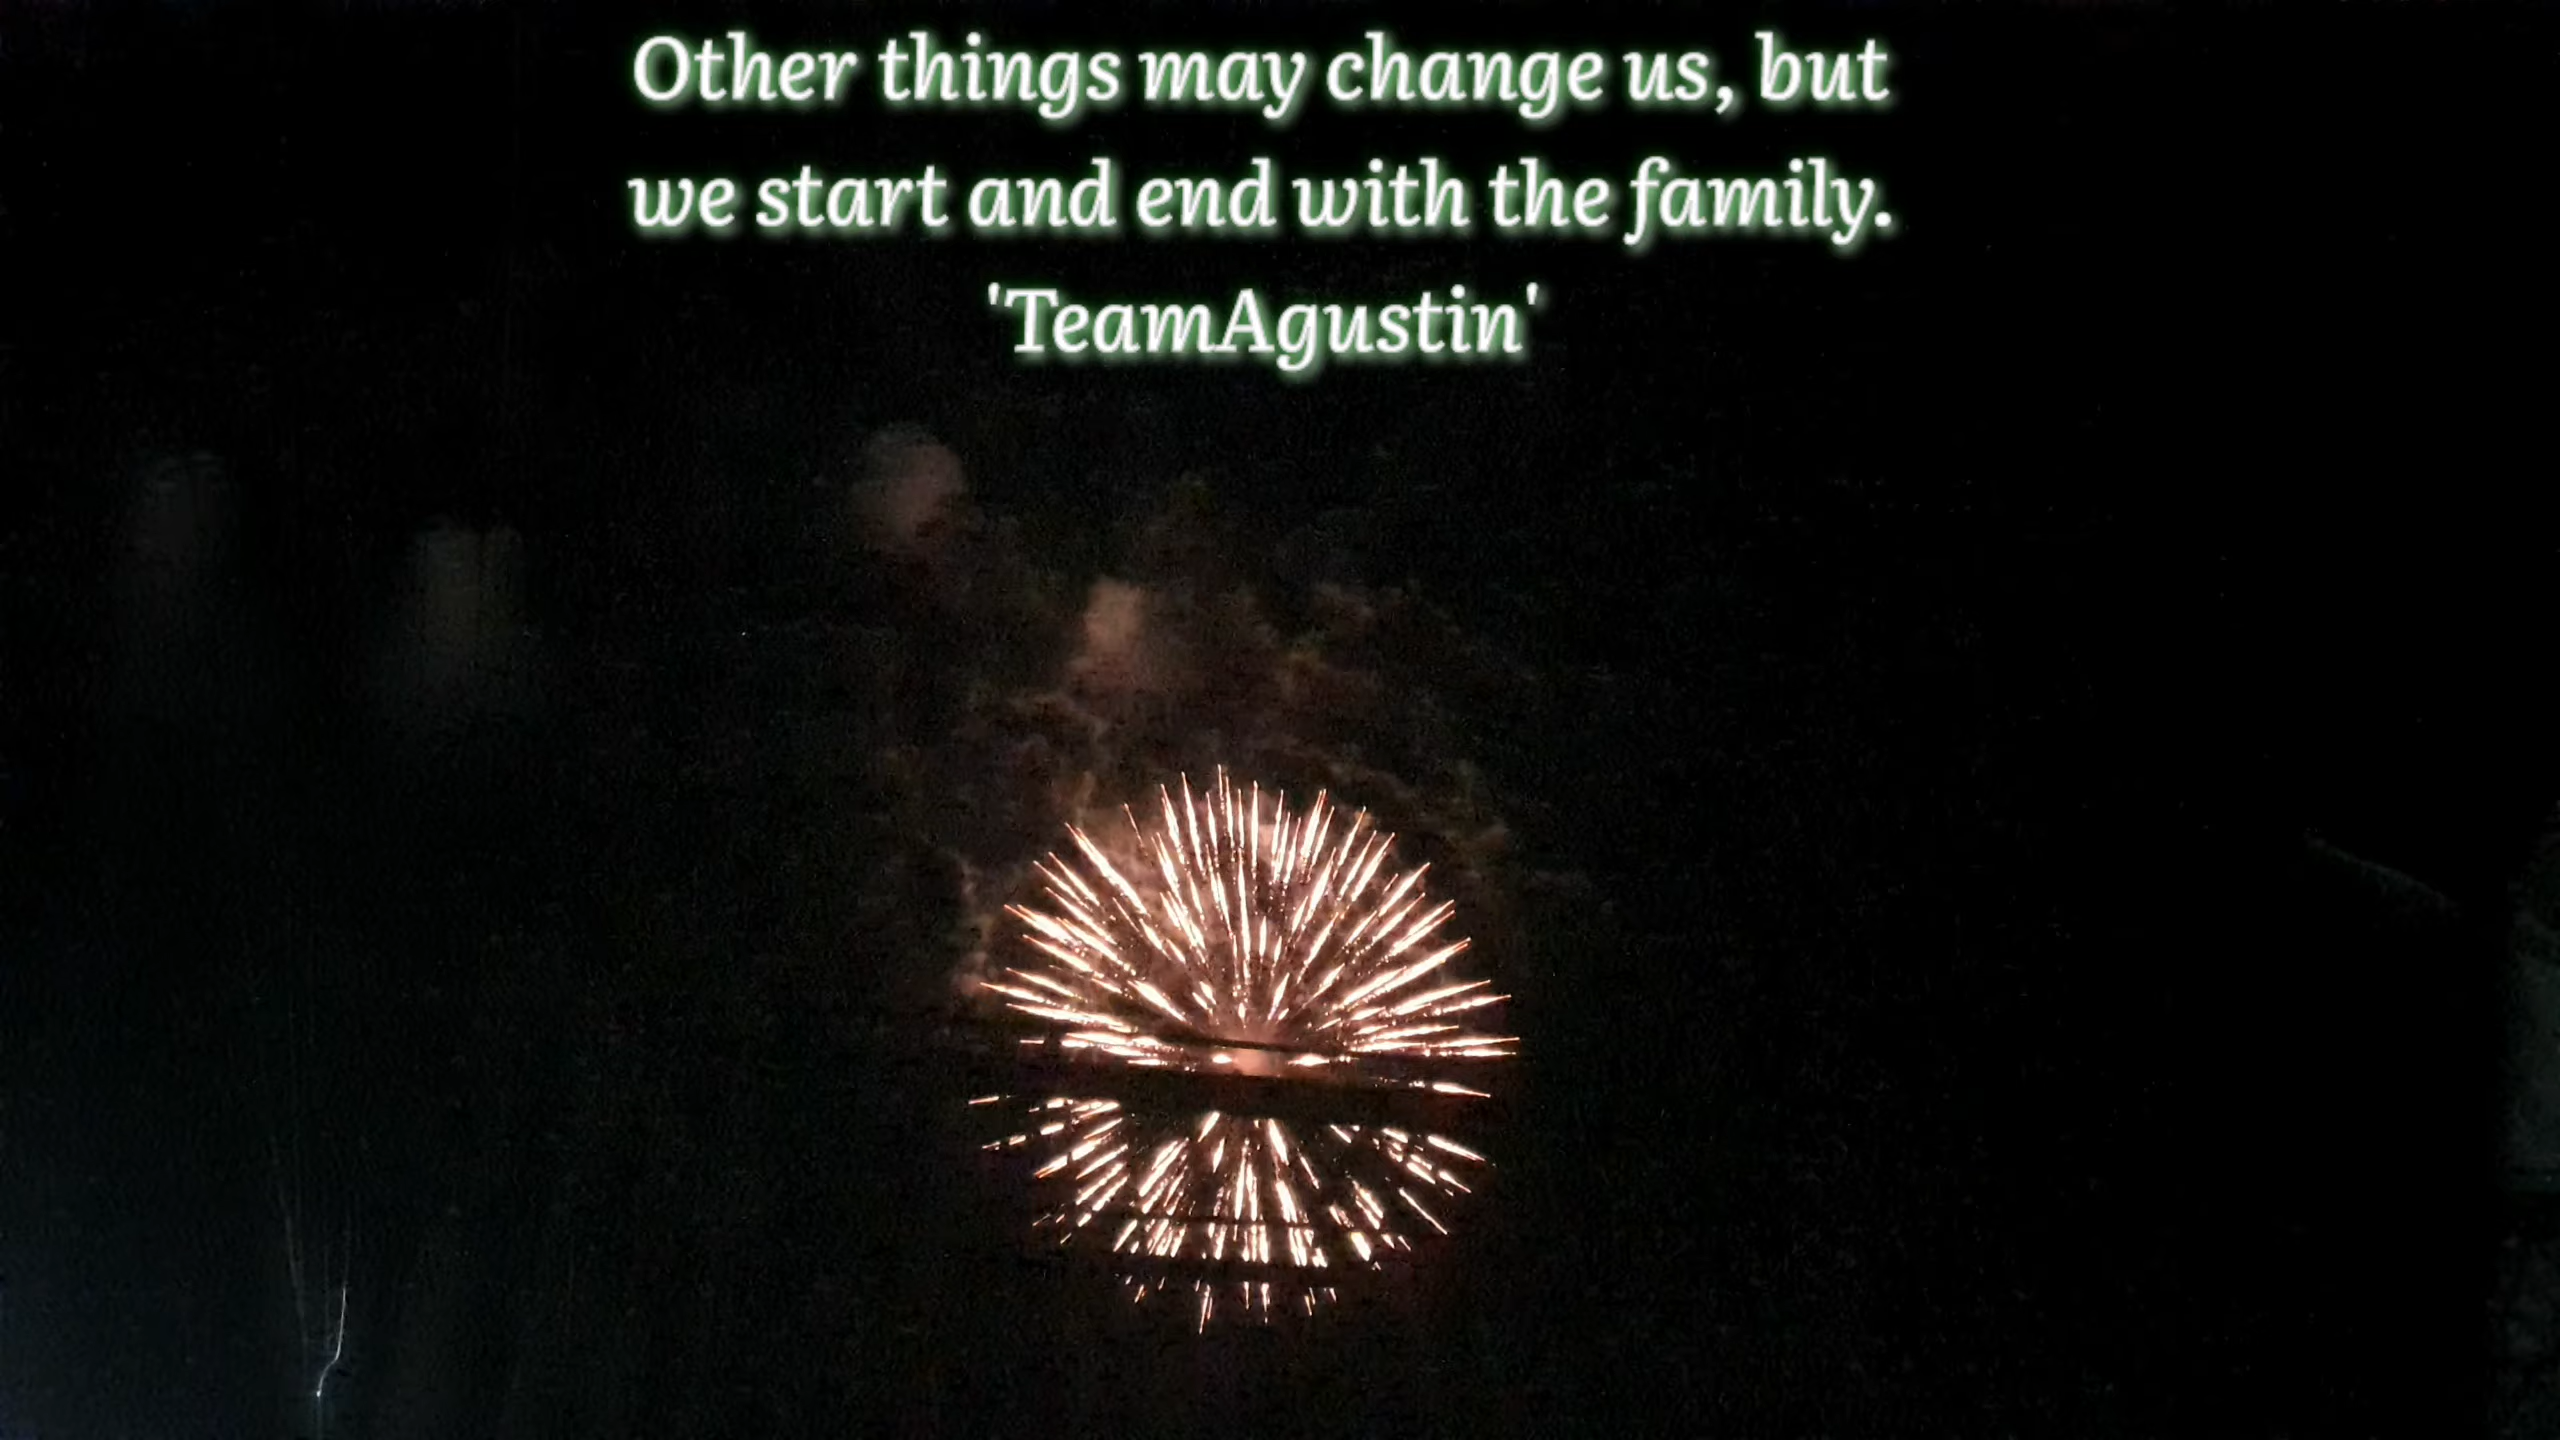 Other things may change us, but
we start and end with the family.
'TeamAgustin'